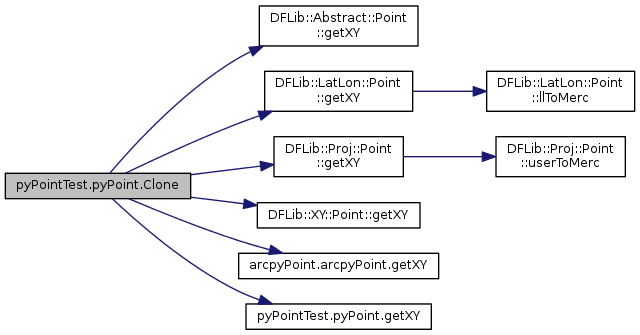 DFLib::Abstract::Point
::getXY
DFLib::LatLon::Point
::getXY
DFLib::LatLon::Point
::llToMerc
DFLib::Proj::Point
::getXY
DFLib::Proj::Point
::userToMerc
pyPointTest.pyPoint.Clone
DFLib::XY::Point::getXY
arcpyPoint.arcpyPoint.getXY
pyPointTest.pyPoint.getXY